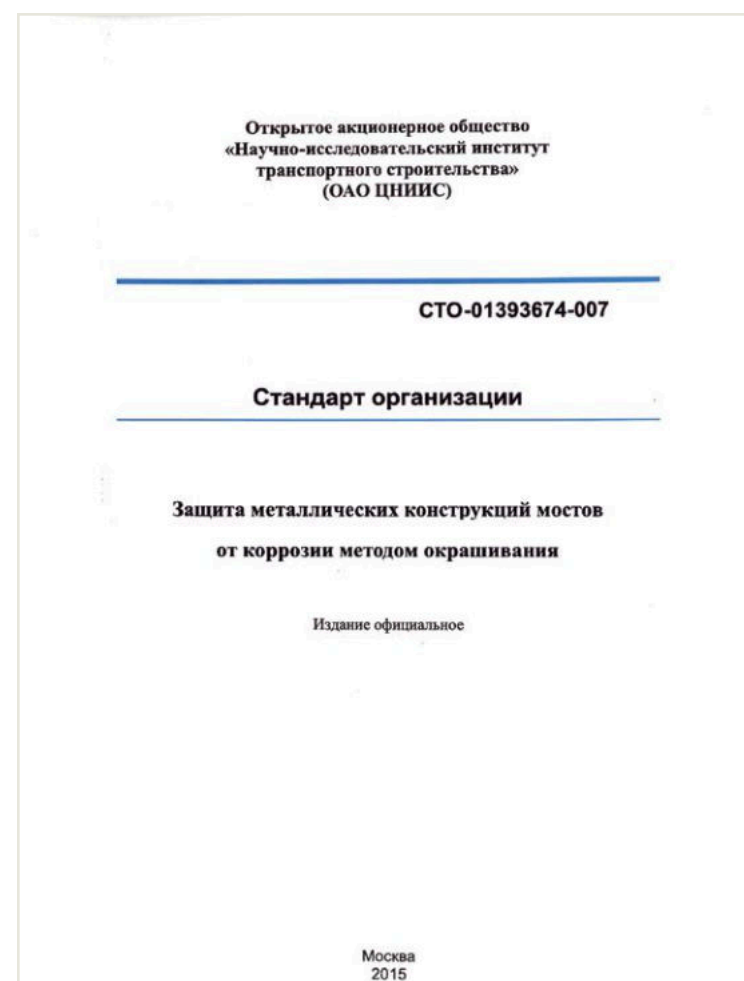 Открытое акционерное общество
«Научно-исследовательский институт
транспортного строительства»
(ОАО ЦНИИС)
СТО-01393674-007
Стандарт организации
Защита металлических конструкций мостов
от коррозии методом окрашивания
Издание официальное
Москва
2015